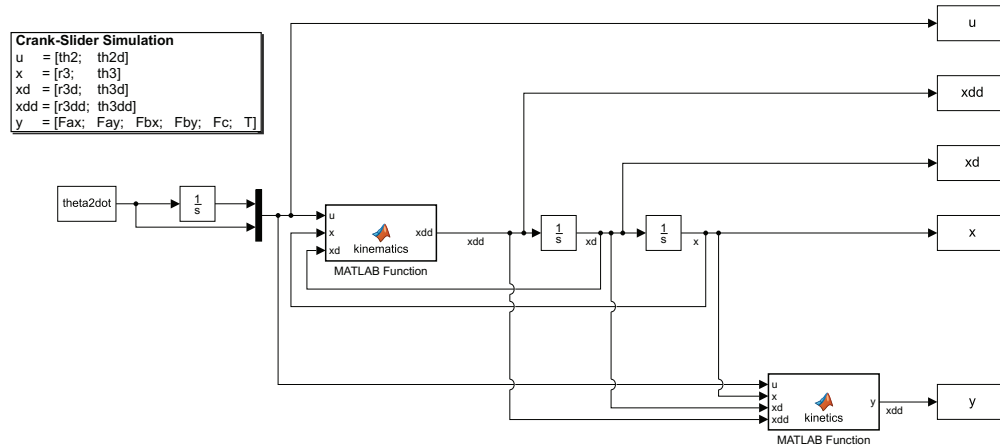 Crank-Slider Simulation
u = [th2; th2d]
x = [r3; th3]
xd = [r3d; th3d]
xdd = [r3dd; th3dd]
y = [Fax; Fay; Fbx; Fby; Fc; T]
u
xdd
xd
theta2dot
1
s
u
x
xd
kinematics
xdd
MATLAB Function
xdd
1
s
xd
1
s
x
x
u
x
xd
xdd
kinetics
y
MATLAB Function
xdd
y